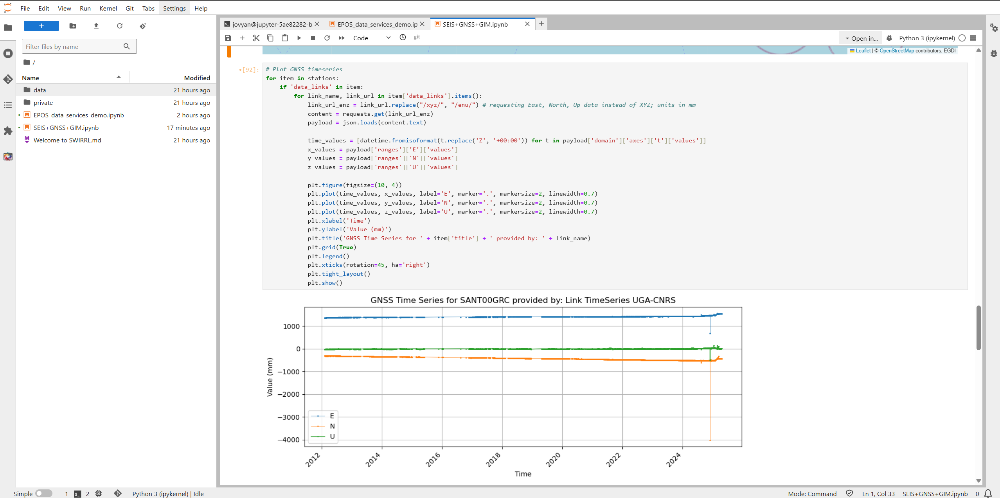 File Edit View Run Kernel Git Tabs Settings Help
Filter files by name
/
Name Modified
data 21 hours ago
private 21 hours ago
EPOS_data_services_demo.ipynb 2 hours ago
SEIS+GNSS+GIM.ipynb 17 minutes ago
Welcome to SWIRRL.md 21 hours ago
jovyan@jupyter-5ae82282-b EPOS_data_services_demo.ip SEIS+GNSS+GIM.ipynb
Code git Open in... Python 3 (ipykernel)
Leaflet | © OpenStreetMap contributors, EGDI
[92]:
# Plot GNSS timeseries
for item in stations:
    if 'data_links' in item:
        for link_name, link_url in item['data_links'].items():
            link_url_enz = link_url.replace("/xyz/", "/enu/") # requesting East, North, Up data instead of XYZ; units in mm
            content = requests.get(link_url_enz)
            payload = json.loads(content.text)
            time_values = [datetime.fromisoformat(t.replace('Z', '+00:00')) for t in payload['domain']['axes']['t']['values']]
            x_values = payload['ranges']['E']['values']
            y_values = payload['ranges']['N']['values']
            z_values = payload['ranges']['U']['values']
            plt.figure(figsize=(10, 4))
            plt.plot(time_values, x_values, label='E', marker='.', markersize=2, linewidth=0.7)
            plt.plot(time_values, y_values, label='N', marker='.', markersize=2, linewidth=0.7)
            plt.plot(time_values, z_values, label='U', marker='.', markersize=2, linewidth=0.7)
            plt.xlabel('Time')
            plt.ylabel('Value (mm)')
            plt.title('GNSS Time Series for ' + item['title'] + ' provided by: ' + link_name)
            plt.grid(True)
            plt.legend()
            plt.xticks(rotation=45, ha='right')
            plt.tight_layout()
            plt.show()
GNSS Time Series for SANT00GRC provided by: Link TimeSeries UGA-CNRS
Value (mm)
1000
0
−1000
−2000
−3000
−4000
E
N
U
2012 2014 2016 2018 2020 2022 2024
Time
Simple 1 2 Python 3 (ipykernel) | Idle Mode: Command Ln 1, Col 33 SEIS+GNSS+GIM.ipynb 0